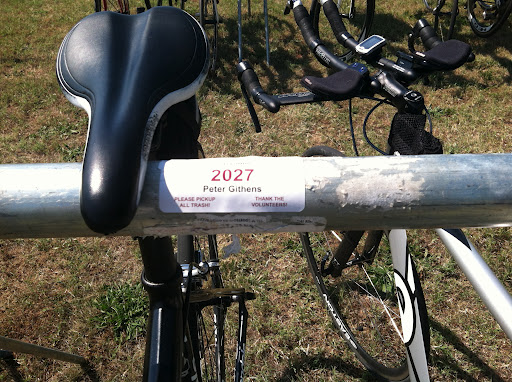 2027
Peter Githens
PLEASE PICKUP
ALL TRASH!
THANK THE
VOLUNTEERS!